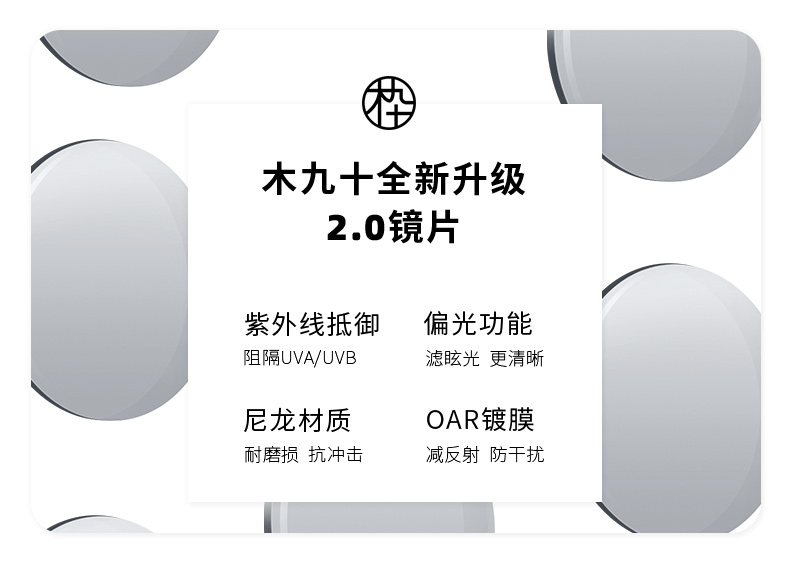 木九十全新升级
2.0镜片
紫外线抵御
阻隔UVA/UVB
偏光功能
滤眩光 更清晰
尼龙材质
耐磨损 抗冲击
OAR镀膜
减反射 防干扰